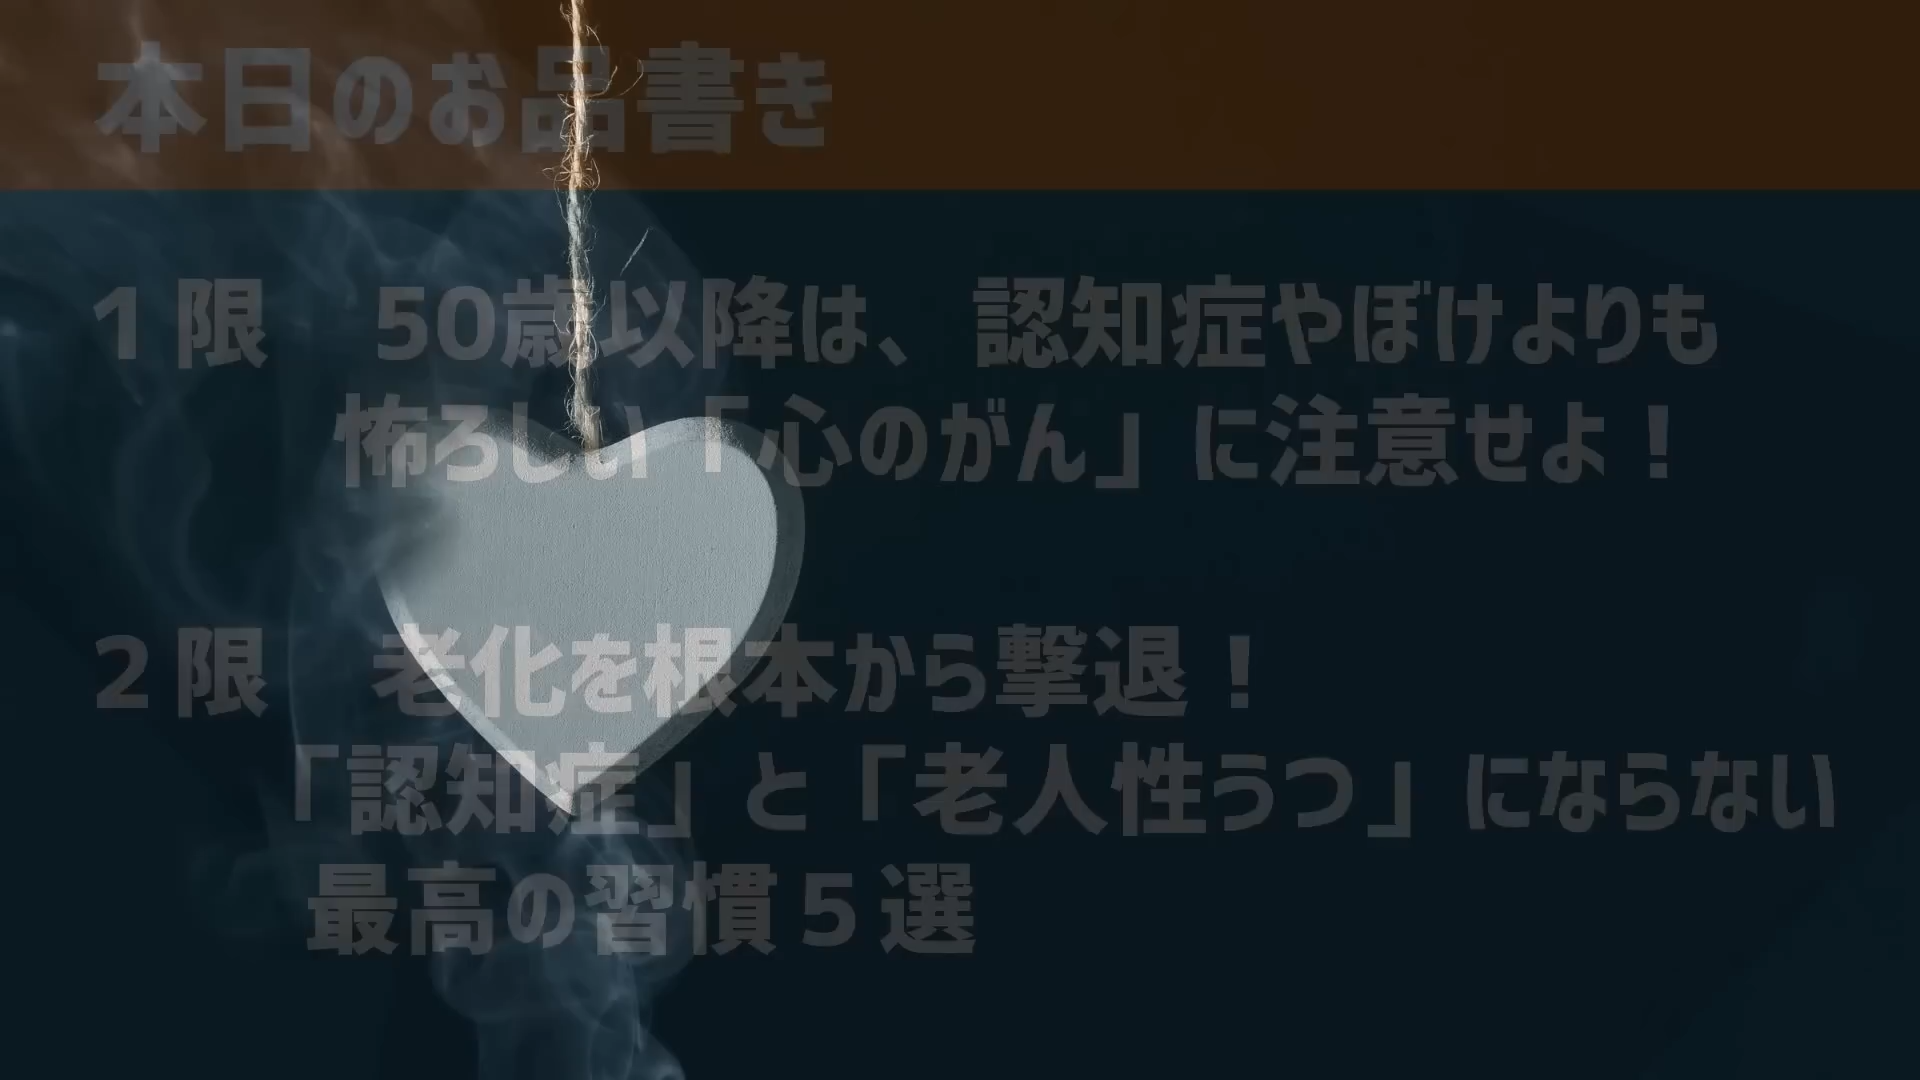 本日のお品書き
１限　50歳以降は、認知症やぼけよりも
怖ろしい「心のがん」に注意せよ！
２限　老化を根本から撃退！
「認知症」と「老人性うつ」にならない
最高の習慣５選